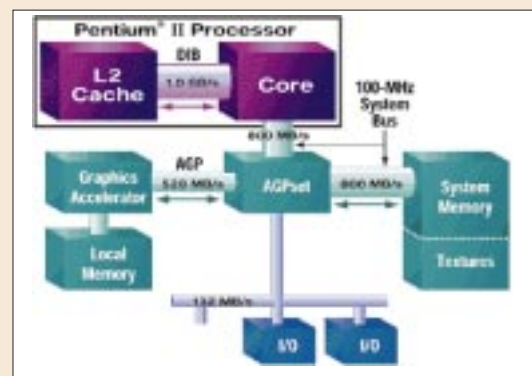 Pentium® II Processor
DIB
L2
Cache
1.0 GB/s
Core
100-MHz
System
Bus
800 MB/s
AGP
Graphics
Accelerator
528 MB/s
AGPset
800 MB/s
System
Memory
Local
Memory
Textures
132 MB/s
I/O
I/O